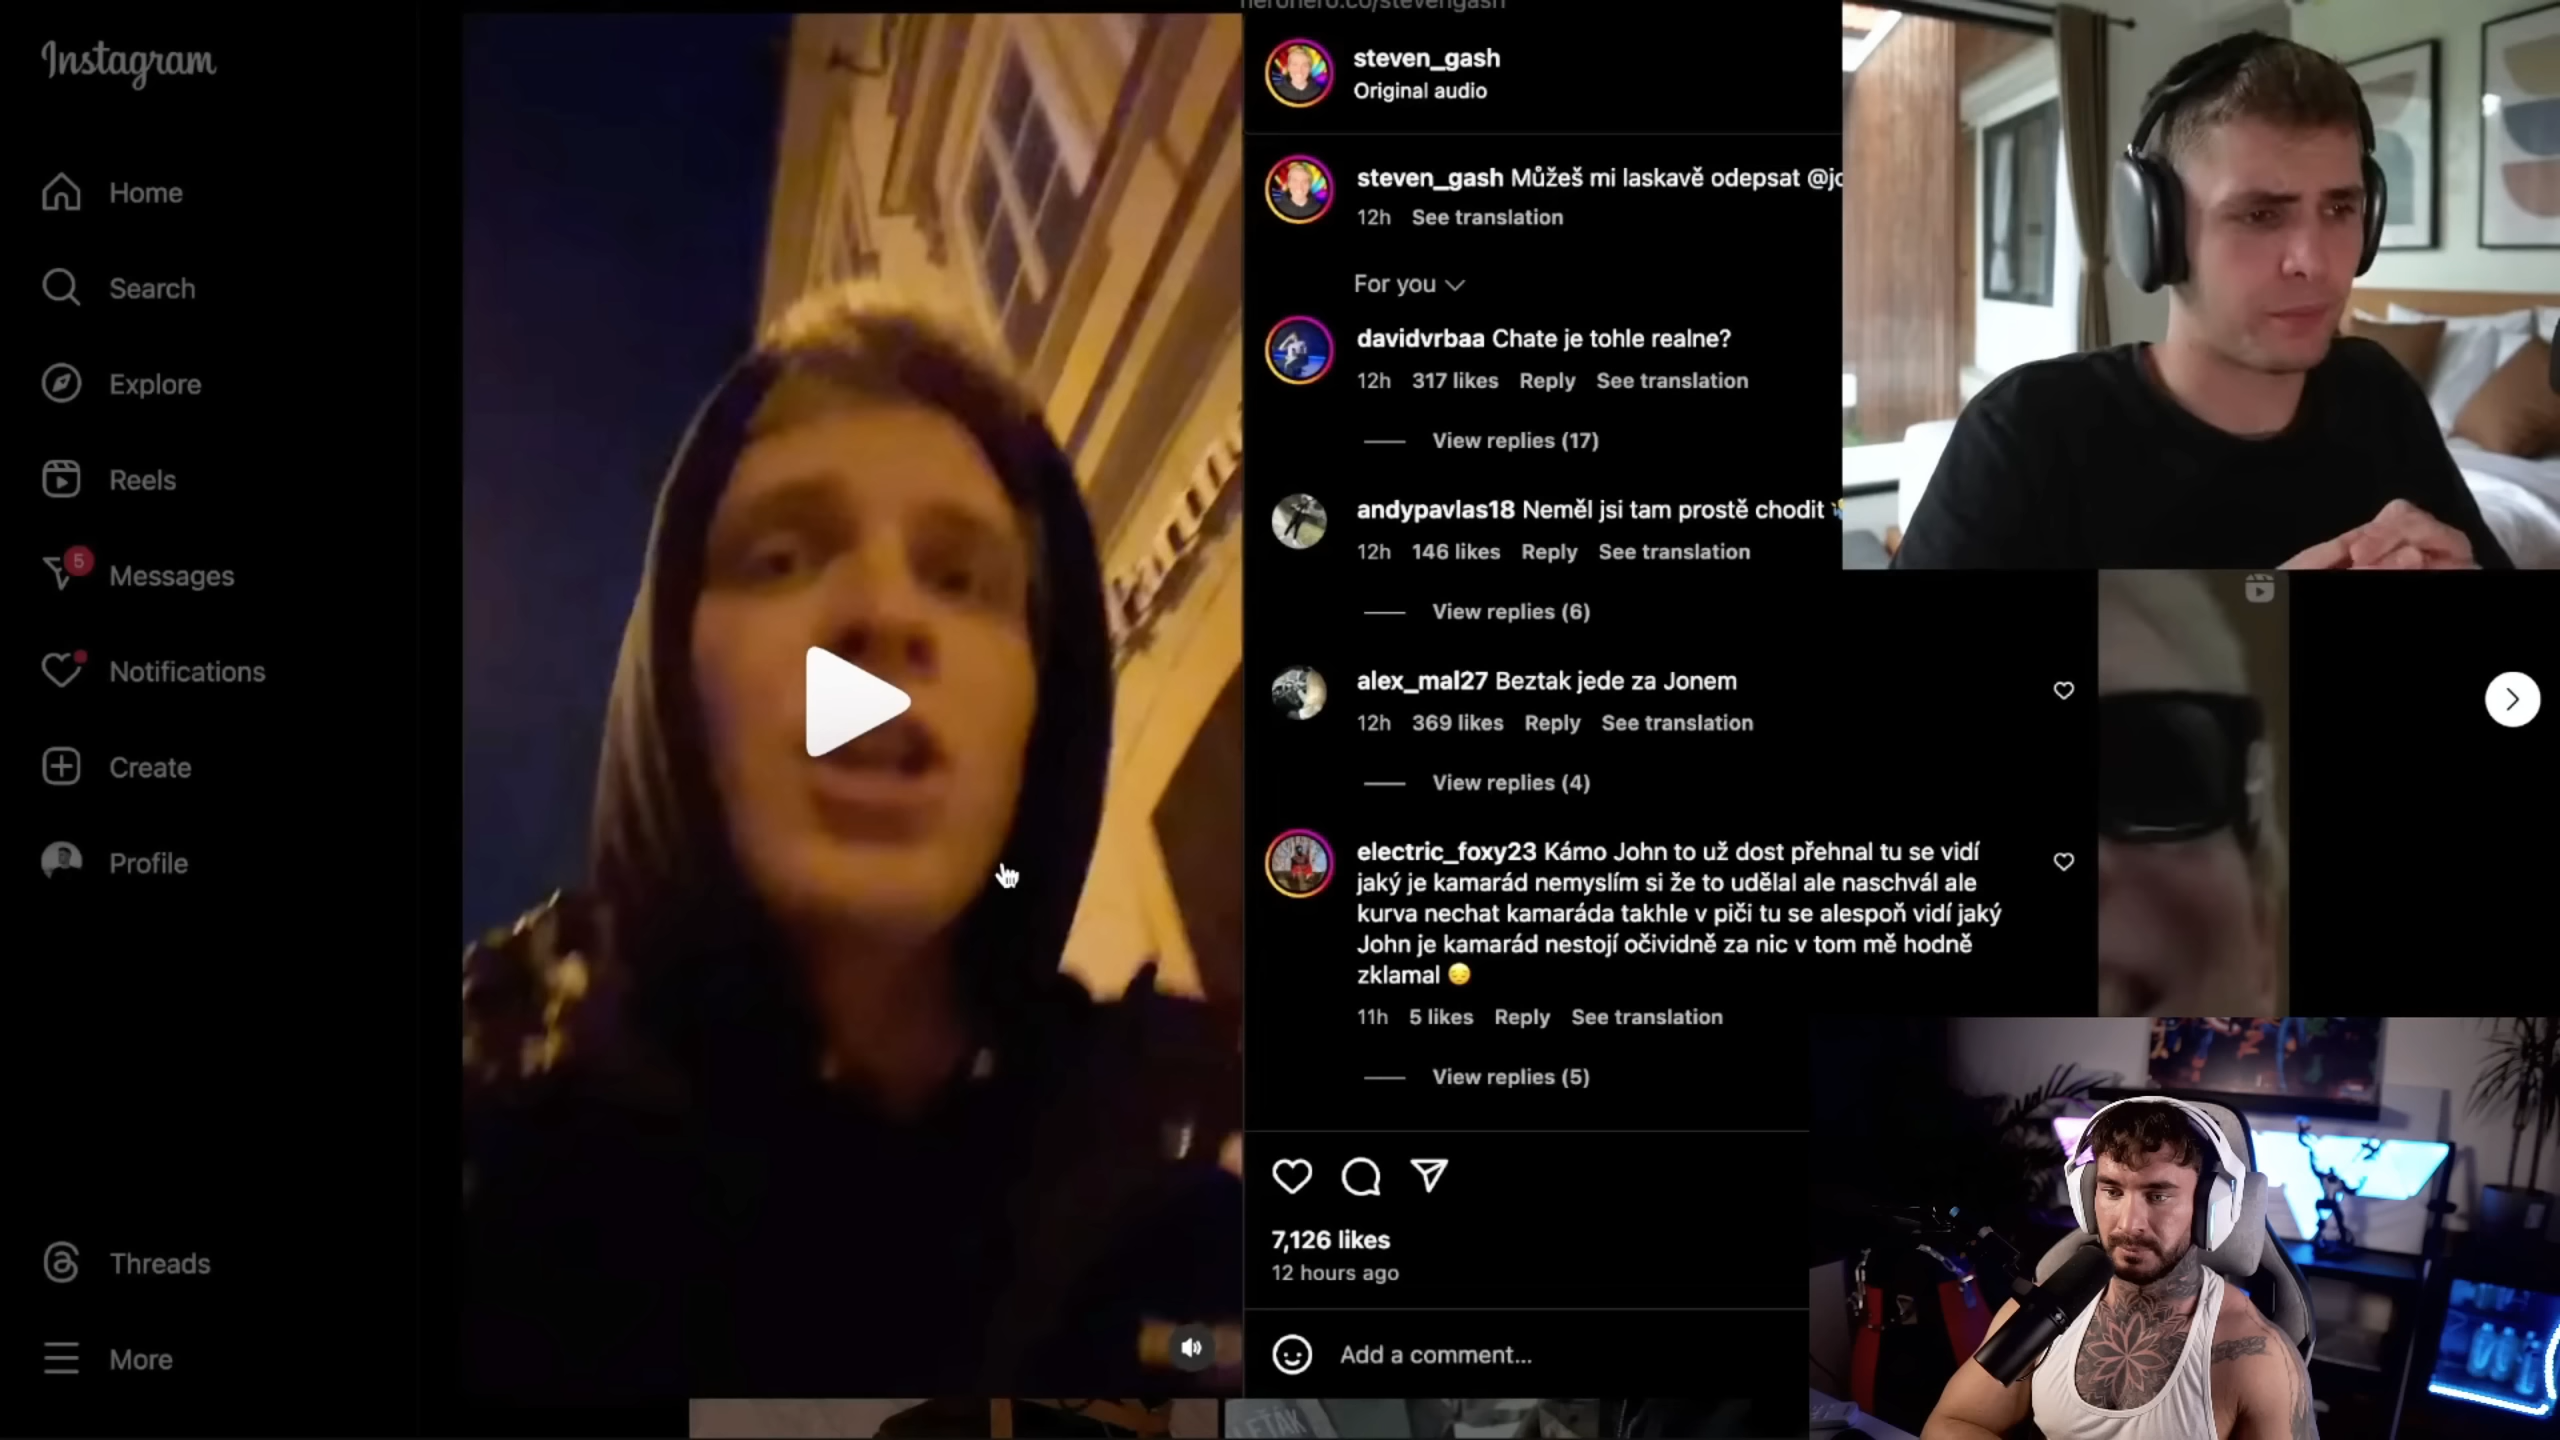 Instagram
Home
Search
Explore
Reels
5
Messages
Notifications
Create
Profile
Threads
More
herohero.co/stevengash
steven_gash
Original audio
steven_gash Můžeš mi laskavě odepsat
12h See translation
For you
davidvrbaa Chate je tohle realne?
12h 317 likes Reply See translation
View replies (17)
andypavlas18 Neměl jsi tam prostě chodit
12h 146 likes Reply See translation
View replies (6)
alex_mal27 Beztak jede za Jonem
12h 369 likes Reply See translation
View replies (4)
electric_foxy23 Kámo John to už dost přehnal tu se vidí
jaký je kamarád nemyslím si že to udělal ale naschvál ale
kurva nechat kamaráda takhle v piči tu se alespoň vidí jaký
John je kamarád nestojí očividně za nic v tom mě hodně
zklamal 😔
11h 5 likes Reply See translation
View replies (5)
7,126 likes
12 hours ago
Add a comment...
LEŤÁK